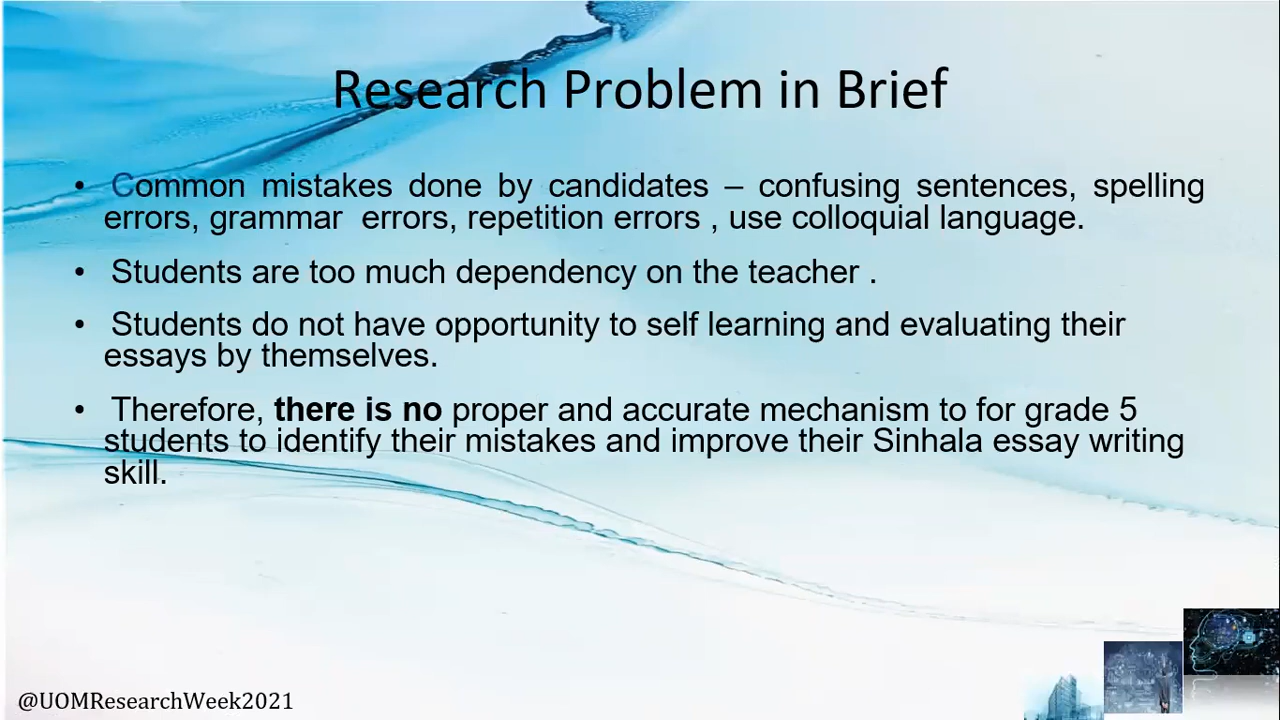 Research Problem in Brief
• Common mistakes done by candidates – confusing sentences, spelling
errors, grammar errors, repetition errors , use colloquial language.
• Students are too much dependency on the teacher .
• Students do not have opportunity to self learning and evaluating their
essays by themselves.
• Therefore, there is no proper and accurate mechanism to for grade 5
students to identify their mistakes and improve their Sinhala essay writing
skill.
@UOMResearchWeek2021